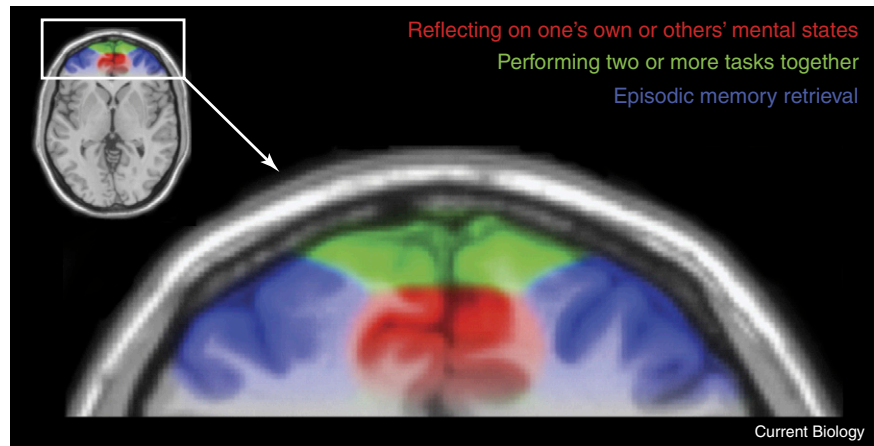 Reflecting on one's own or others' mental states
Performing two or more tasks together
Episodic memory retrieval
Current Biology